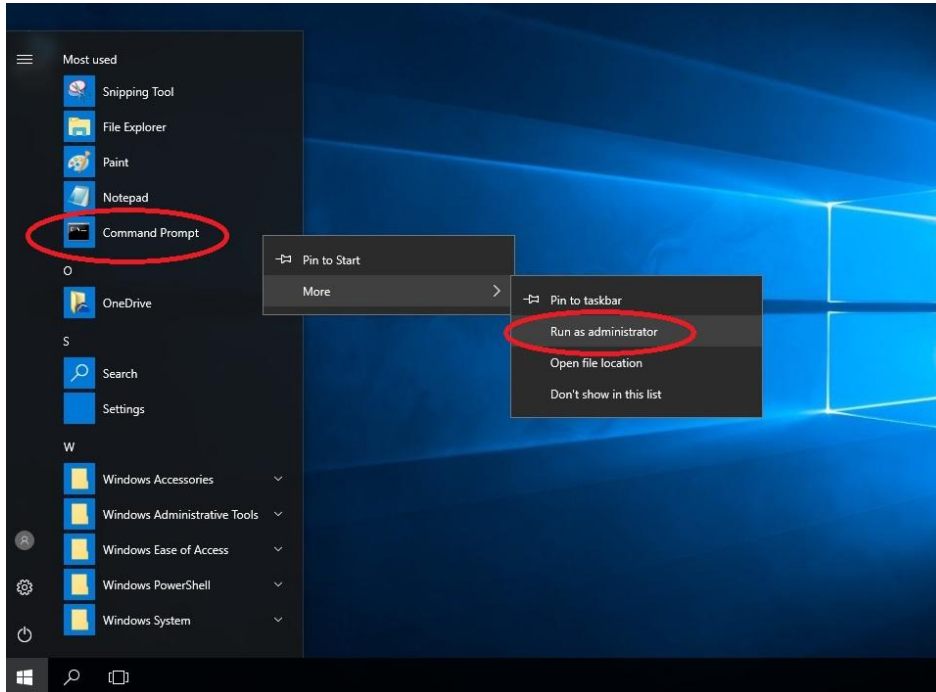 Most used
Snipping Tool
File Explorer
Paint
Notepad
Command Prompt
Pin to Start
More
Pin to taskbar
Run as administrator
Open file location
Don't show in this list
O
OneDrive
S
Search
Settings
W
Windows Accessories
Windows Administrative Tools
Windows Ease of Access
Windows PowerShell
Windows System